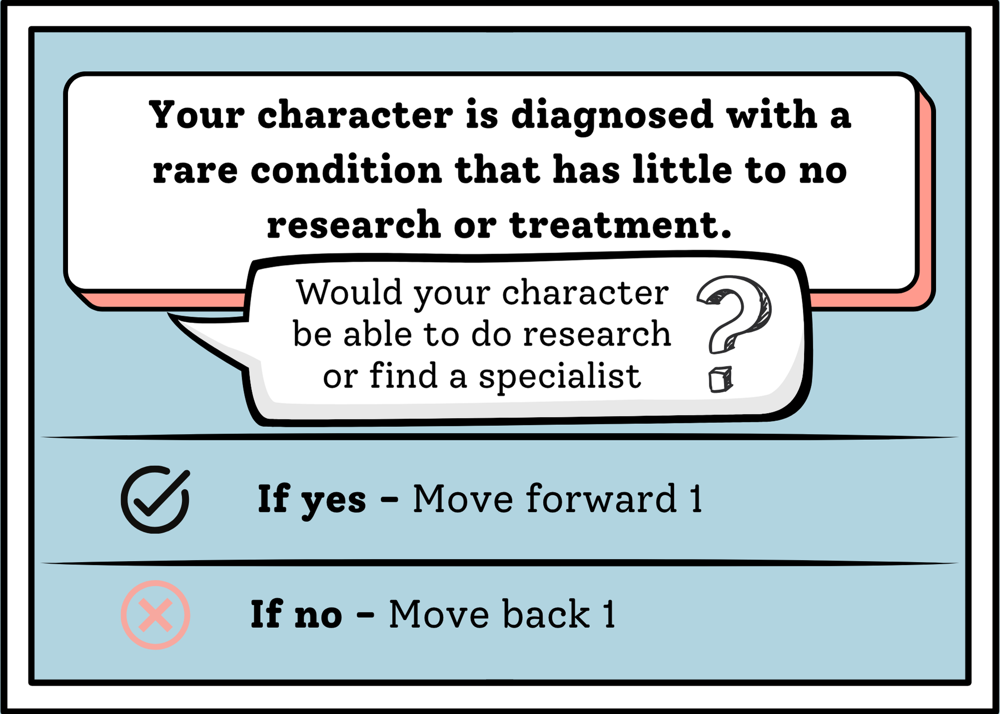 Your character is diagnosed with a
rare condition that has little to no
research or treatment.
Would your character
be able to do research
or find a specialist
?
If yes – Move forward 1
If no – Move back 1